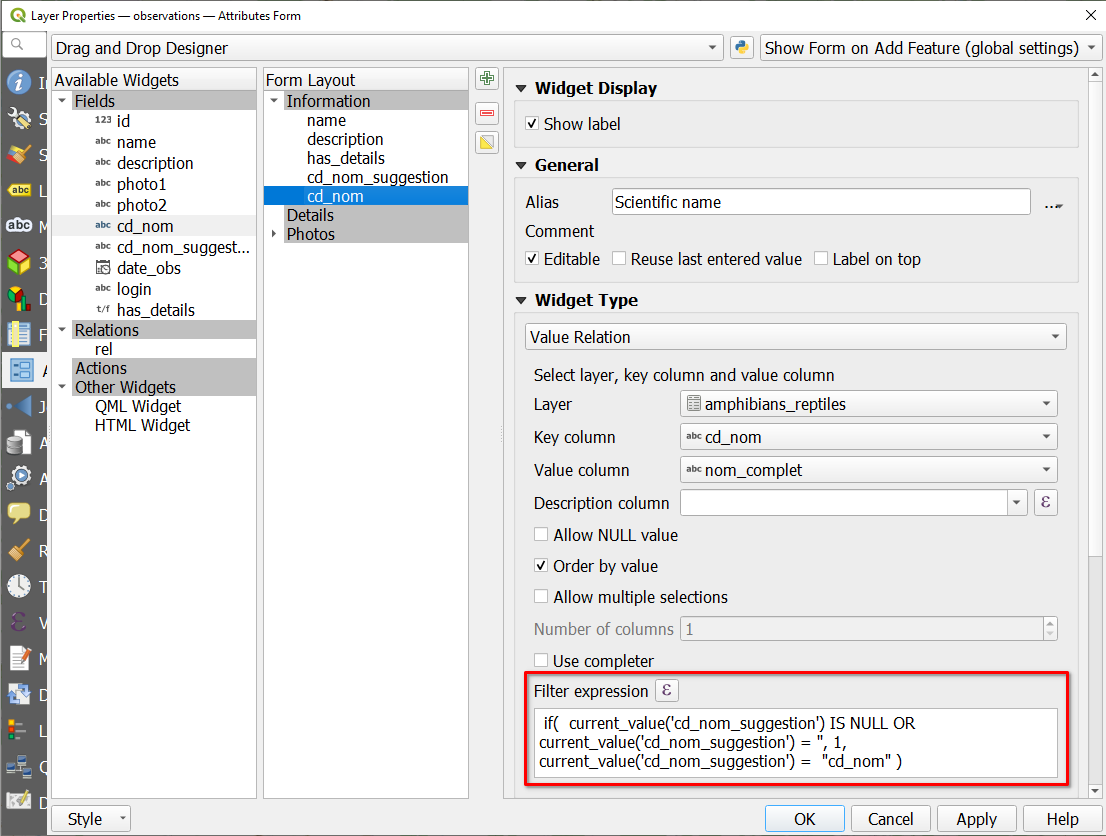 Layer Properties — observations — Attributes Form
Drag and Drop Designer
Show Form on Add Feature (global settings)
Available Widgets
Fields
123 id
abc name
abc description
abc photo1
abc photo2
abc cd_nom
abc cd_nom_suggest...
date_obs
abc login
t/f has_details
Relations
rel
Actions
Other Widgets
QML Widget
HTML Widget
Form Layout
Information
name
description
has_details
cd_nom_suggestion
cd_nom
Details
Photos
Widget Display
Show label
General
Alias Scientific name ...
Comment
Editable Reuse last entered value Label on top
Widget Type
Value Relation
Select layer, key column and value column
Layer amphibians_reptiles
Key column abc cd_nom
Value column abc nom_complet
Description column ε
Allow NULL value
Order by value
Allow multiple selections
Number of columns 1
Use completer
Filter expression ε
if( current_value('cd_nom_suggestion') IS NULL OR
current_value('cd_nom_suggestion') = '', 1,
current_value('cd_nom_suggestion') = "cd_nom" )
Style
OK
Cancel
Apply
Help